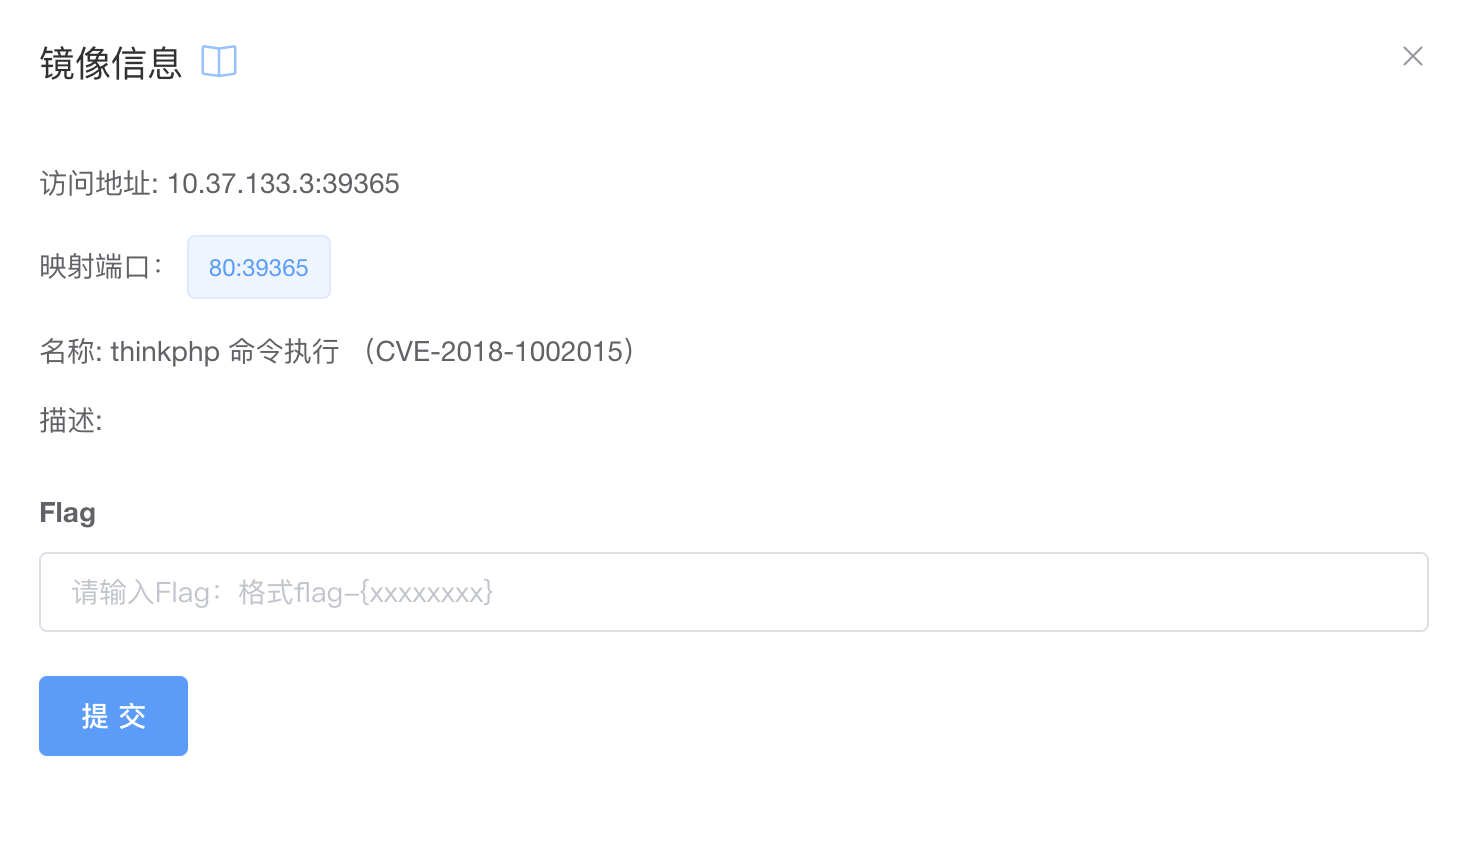 镜像信息
访问地址: 10.37.133.3:39365
映射端口： 80:39365
名称: thinkphp 命令执行 （CVE-2018-1002015）
描述:
Flag
请输入Flag：格式flag-{xxxxxxxx}
提 交